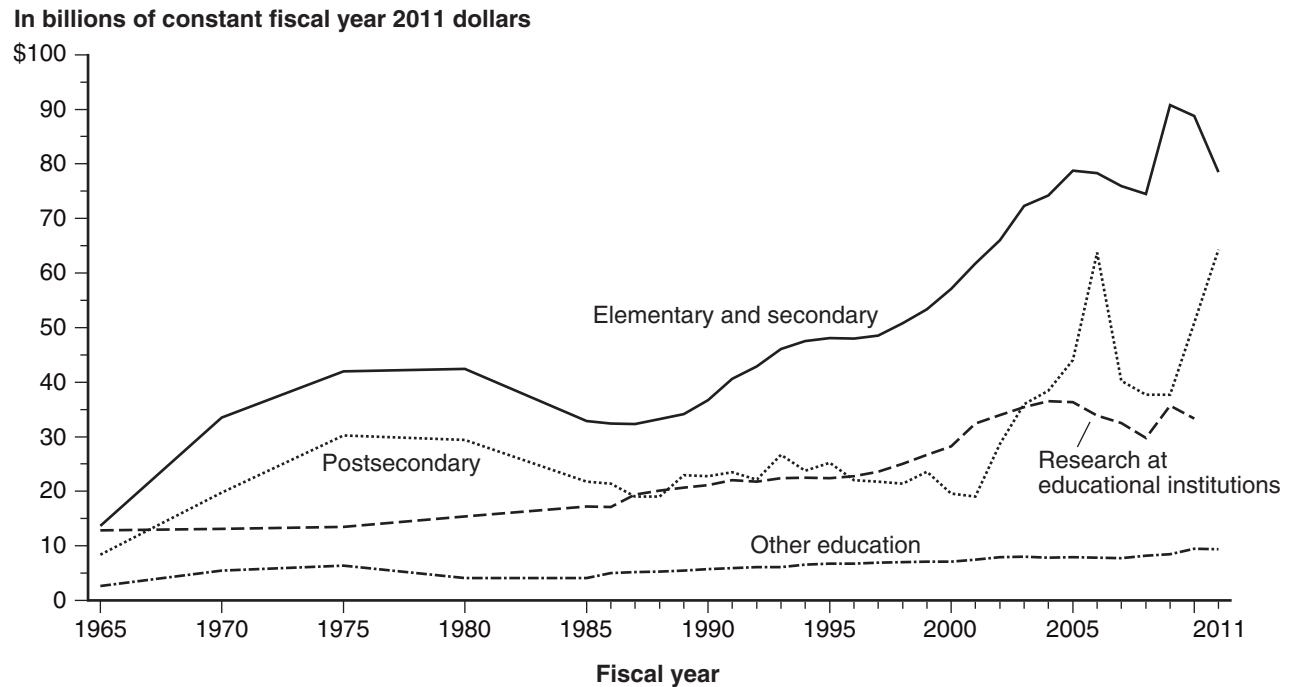 In billions of constant fiscal year 2011 dollars
$100
90
80
70
60
50
40
30
20
10
0
Elementary and secondary
Postsecondary
Research at
educational institutions
Other education
1965 1970 1975 1980 1985 1990 1995 2000 2005 2011
Fiscal year